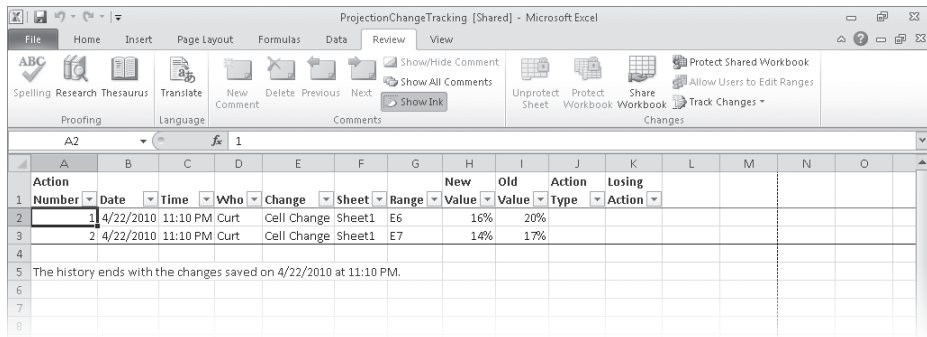 ProjectionChangeTracking [Shared] - Microsoft Excel
File Home Insert Page Layout Formulas Data Review View
ABC
Spelling Research Thesaurus
Proofing
Translate
Language
New Comment
Delete Previous Next
Show/Hide Comment
Show All Comments
Show Ink
Comments
Unprotect Sheet
Protect Workbook
Share Workbook
Protect Shared Workbook
Allow Users to Edit Ranges
Track Changes
Changes
A2 fx 1
A B C D E F G H I J K L M N O
1 Action Number Date Time Who Change Sheet Range New Value Old Value Action Type Losing Action
2 1 4/22/2010 11:10 PM Curt Cell Change Sheet1 E6 16% 20%
3 2 4/22/2010 11:10 PM Curt Cell Change Sheet1 E7 14% 17%
4
5 The history ends with the changes saved on 4/22/2010 at 11:10 PM.
6
7
8